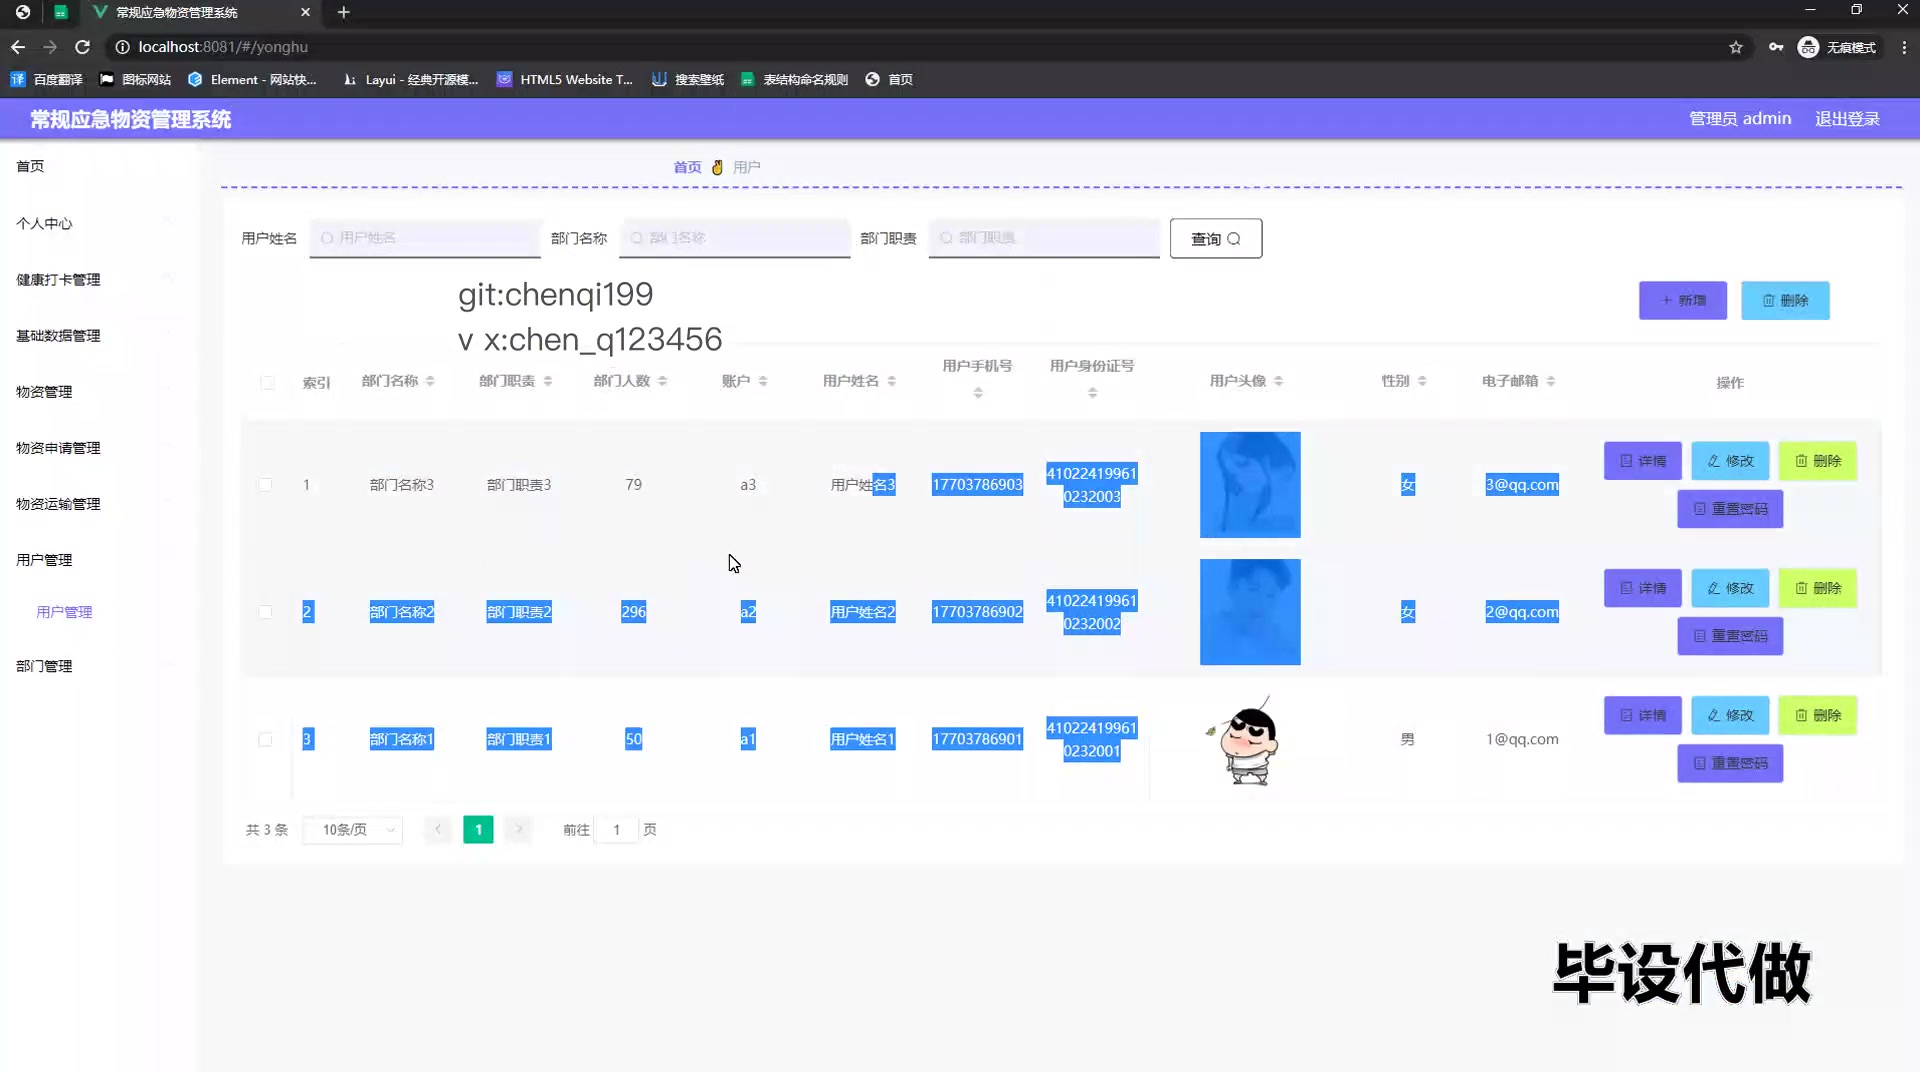 常规应急物资管理系统
localhost:8081/#/yonghu
无痕模式
百度翻译 图标网站 Element - 网站快... Layui - 经典开源模... HTML5 Website T... 搜索壁纸 表结构命名规则 首页
常规应急物资管理系统 管理员 admin 退出登录
首页
个人中心
健康打卡管理
基础数据管理
物资管理
物资申请管理
物资运输管理
用户管理
用户管理
部门管理
首页 用户
用户姓名 用户姓名 部门名称 部门名称 部门职责 部门职责 查询
git:chenqi199
v x:chen_q123456
新增 删除
索引 部门名称 部门职责 部门人数 账户 用户姓名 用户手机号 用户身份证号 用户头像 性别 电子邮箱 操作
1 部门名称3 部门职责3 79 a3 用户姓名3 17703786903 41022419961 女 3@qq.com 详情 修改 删除
0232003 重置密码
2 部门名称2 部门职责2 296 a2 用户姓名2 17703786902 41022419961 女 2@qq.com 详情 修改 删除
0232002 重置密码
3 部门名称1 部门职责1 50 a1 用户姓名1 17703786901 41022419961 男 1@qq.com 详情 修改 删除
0232001 重置密码
共 3 条 10条/页 1 前往 1 页
毕设代做